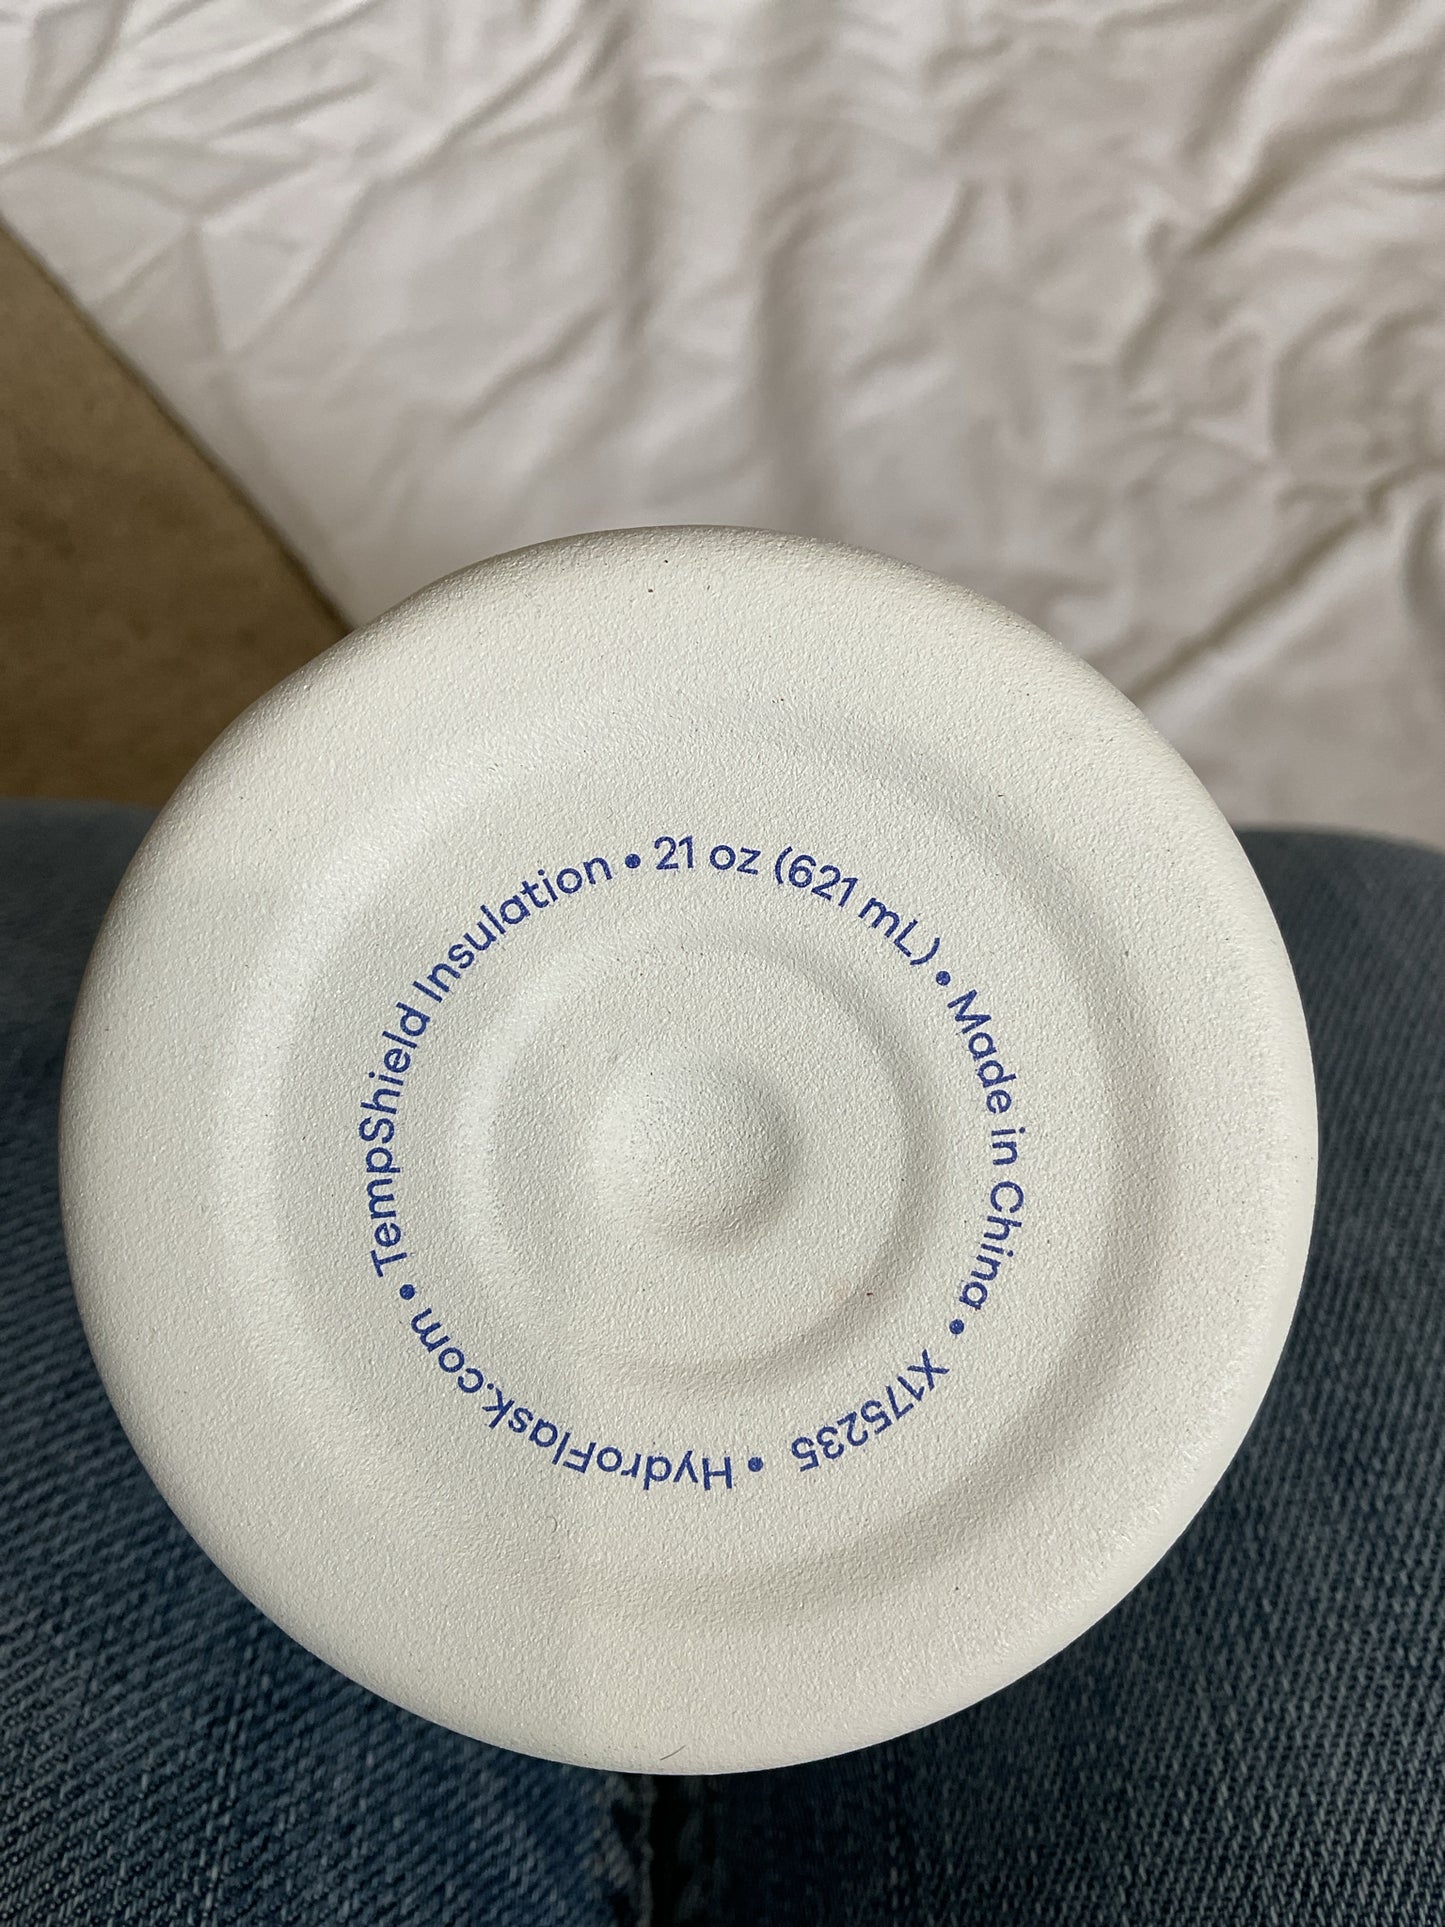 21 oz (621 mL) • Made in China • X175235 • HydroFlask.com • TempShield Insulation •